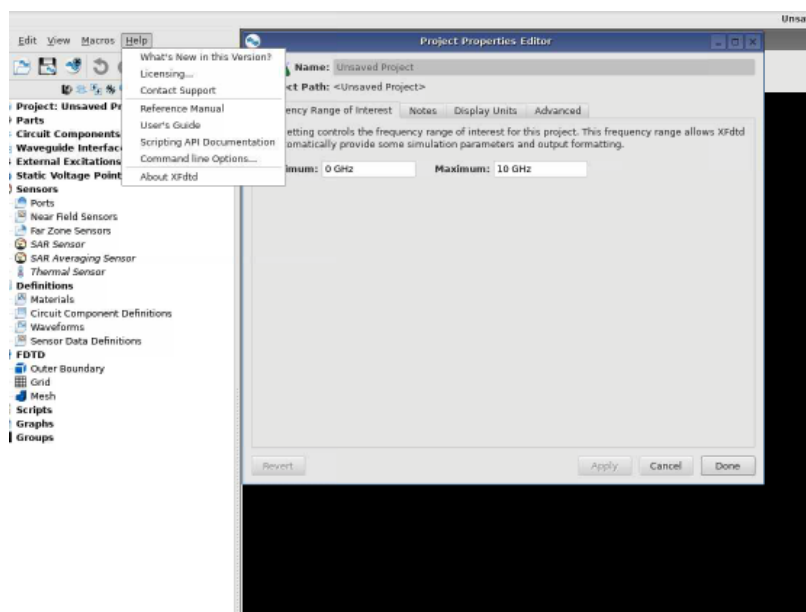 Unsa
Edit View Macros Help
Project Properties Editor
What's New in this Version?
Licensing...
Contact Support
Reference Manual
User's Guide
Scripting API Documentation
Command line Options...
About XFdtd
Name: Unsaved Project
ct Path: <Unsaved Project>
ency Range of Interest Notes Display Units Advanced
etting controls the frequency range of interest for this project. This frequency range allows XFdtd
omatically provide some simulation parameters and output formatting.
imum: 0 GHz Maximum: 10 GHz
Project: Unsaved Pr
Parts
Circuit Components
Waveguide Interfac
External Excitations
Static Voltage Point
Sensors
Ports
Near Field Sensors
Far Zone Sensors
SAR Sensor
SAR Averaging Sensor
Thermal Sensor
Definitions
Materials
Circuit Component Definitions
Waveforms
Sensor Data Definitions
FDTD
Outer Boundary
Grid
Mesh
Scripts
Graphs
Groups
Revert Apply Cancel Done